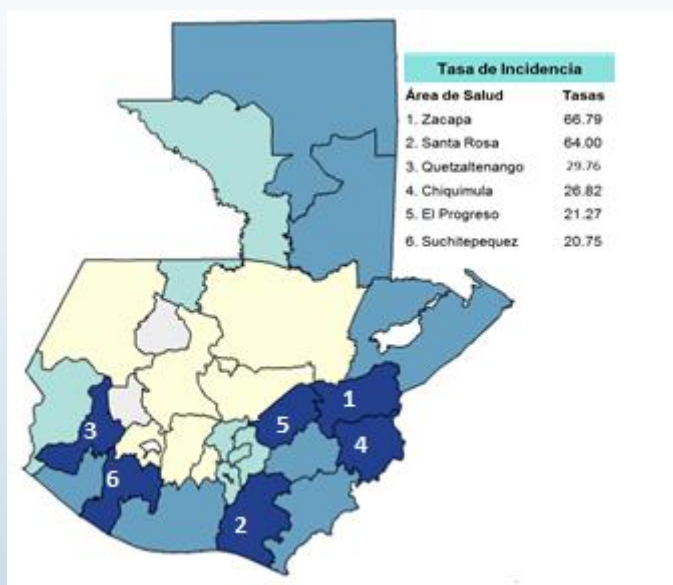 Tasa de Incidencia
Área de Salud Tasas
1. Zacapa 66.79
2. Santa Rosa 64.00
3. Quetzaltenango 29.76
4. Chiquimula 26.82
5. El Progreso 21.27
6. Suchitepequez 20.75
1
5
3
4
6
2